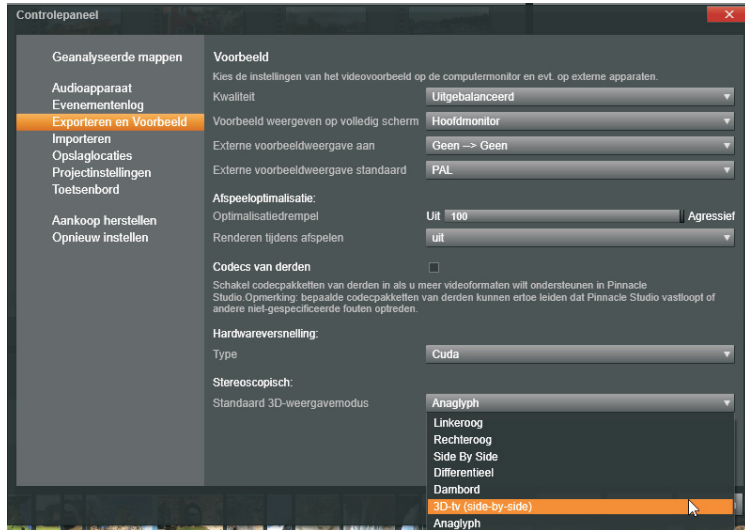 Controlepaneel
Geanalyseerde mappen
Audioapparaat
Evenementenlog
Exporteren en Voorbeeld
Importeren
Opslaglocaties
Projectinstellingen
Toetsenbord
Aankoop herstellen
Opnieuw instellen
Voorbeeld
Kies de instellingen van het videovoorbeeld op de computermonitor en evt. op externe apparaten.
Kwaliteit Uitgebalanceerd
Voorbeeld weergeven op volledig scherm Hoofdmonitor
Externe voorbeeldweergave aan Geen --> Geen
Externe voorbeeldweergave standaard PAL
Afspeeloptimalisatie:
Optimalisatiedrempel Uit 100 Agressief
Renderen tijdens afspelen uit
Codecs van derden
Schakel codecpakketten van derden in als u meer videoformaten wilt ondersteunen in Pinnacle
Studio.Opmerking: bepaalde codecpakketten van derden kunnen ertoe leiden dat Pinnacle Studio vastloopt of
andere niet-gespecificeerde fouten optreden.
Hardwareversnelling:
Type Cuda
Stereoscopisch:
Standaard 3D-weergavemodus Anaglyph
Linkeroog
Rechteroog
Side By Side
Differentieel
Dambord
3D-tv (side-by-side)
Anaglyph